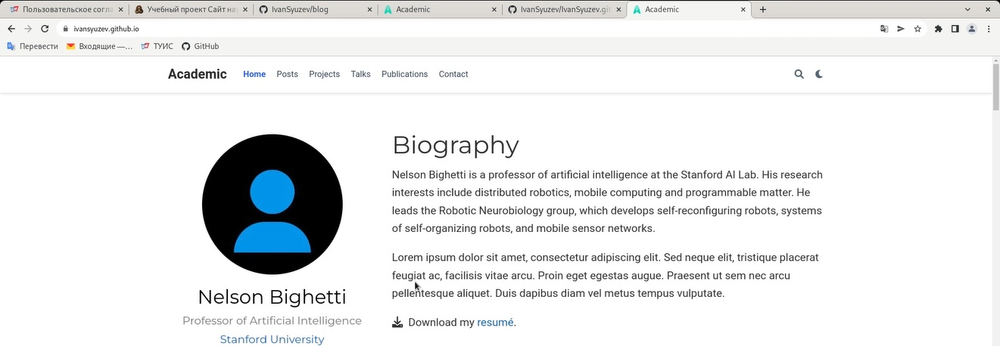 Пользовательское согла
Учебный проект Сайт на
IvanSyuzev/blog
Academic
IvanSyuzev/IvanSyuzev.git
Academic
ivansyuzev.github.io
Перевести
Входящие —...
ТУИС
GitHub
Academic Home Posts Projects Talks Publications Contact
Biography
Nelson Bighetti is a professor of artificial intelligence at the Stanford AI Lab. His research
interests include distributed robotics, mobile computing and programmable matter. He
leads the Robotic Neurobiology group, which develops self-reconfiguring robots, systems
of self-organizing robots, and mobile sensor networks.
Lorem ipsum dolor sit amet, consectetur adipiscing elit. Sed neque elit, tristique placerat
feugiat ac, facilisis vitae arcu. Proin eget egestas augue. Praesent ut sem nec arcu
pellentesque aliquet. Duis dapibus diam vel metus tempus vulputate.
Download my resumé.
Nelson Bighetti
Professor of Artificial Intelligence
Stanford University